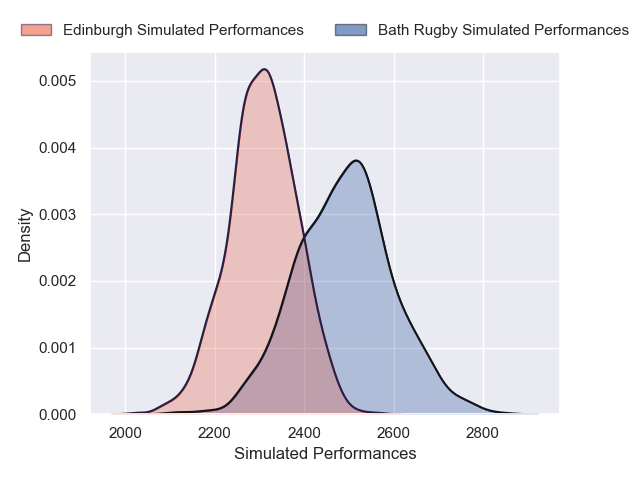 Edinburgh Simulated Performances Bath Rugby Simulated Performances
0.005
0.004
0.003
0.002
0.001
0.000
Density
2000 2200 2400 2600 2800
Simulated Performances